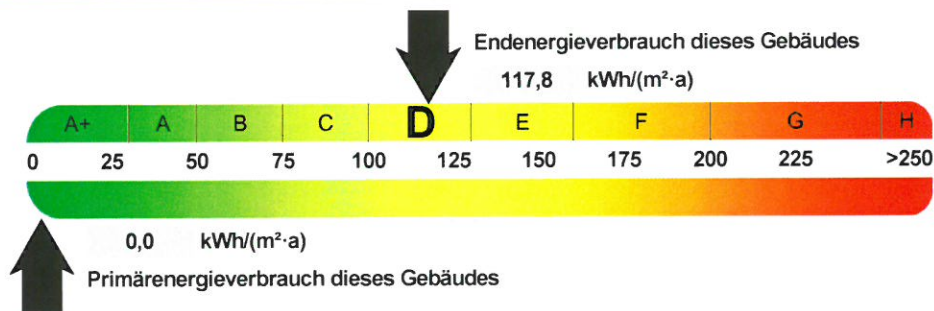 Endenergieverbrauch dieses Gebäudes
117,8 kWh/(m²·a)
A+ A B C D E F G H
0 25 50 75 100 125 150 175 200 225 >250
0,0 kWh/(m²·a)
Primärenergieverbrauch dieses Gebäudes